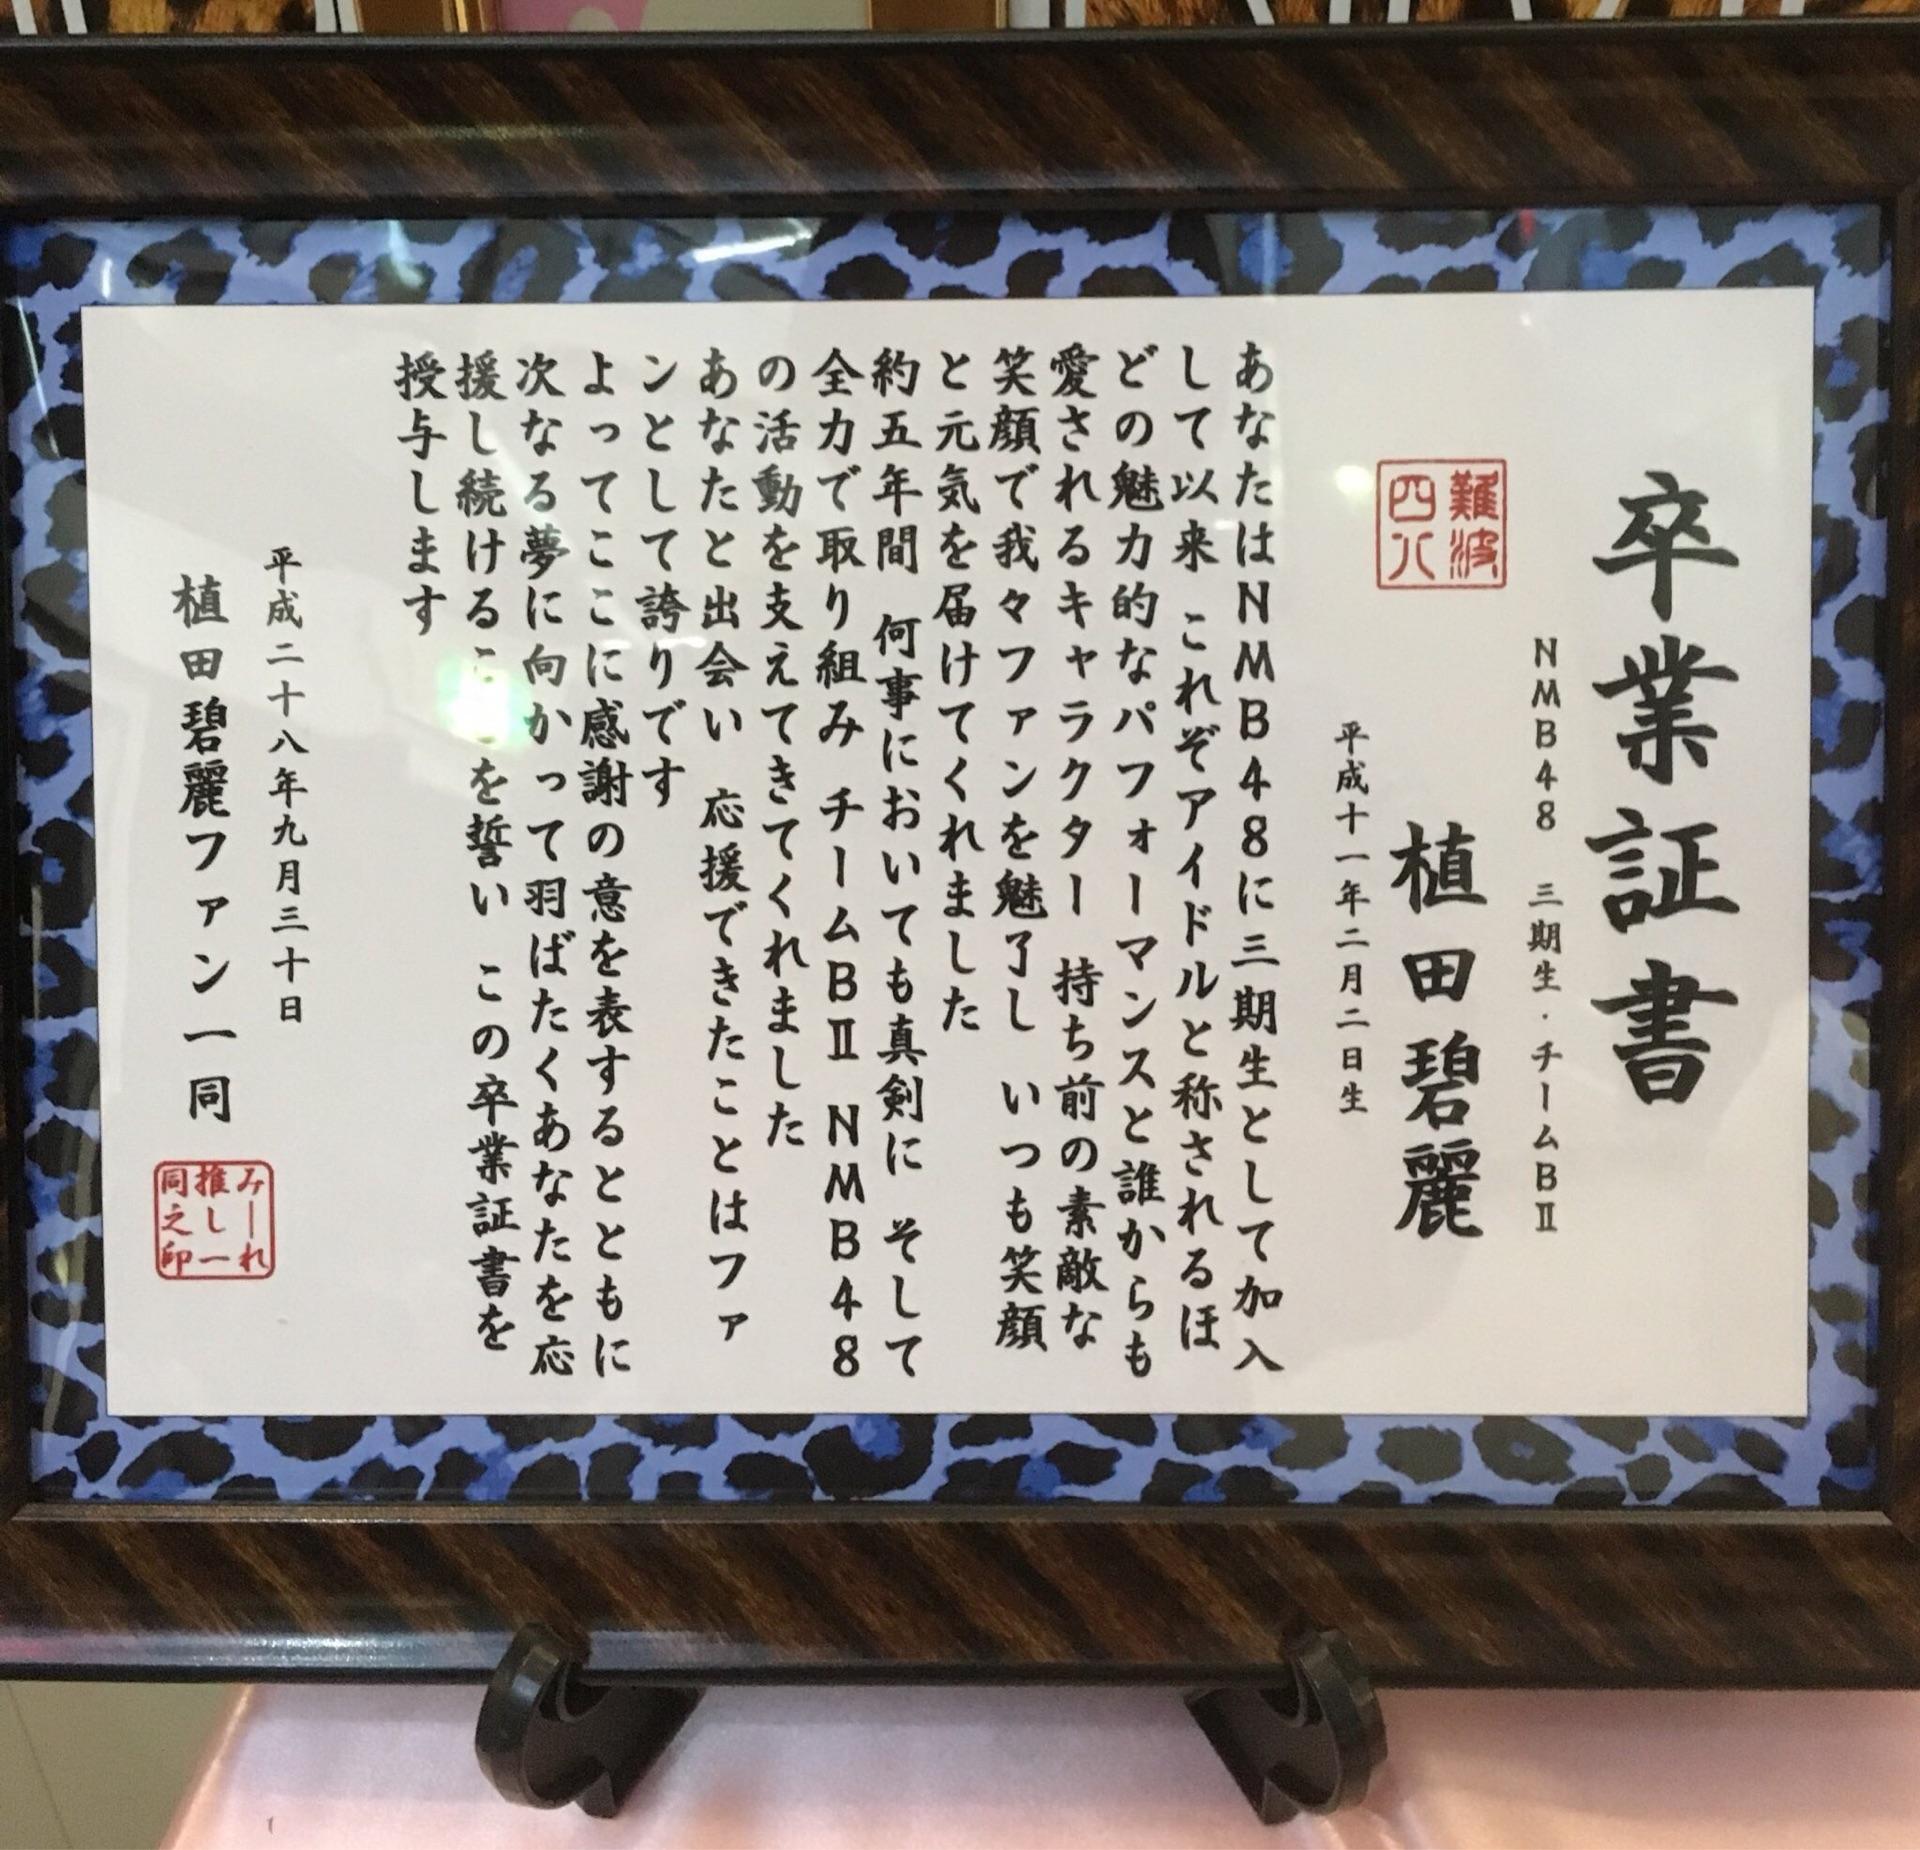 卒業証書
NMB48 三期生・チームBⅡ
植田碧麗
平成十一年二月二日生
難波
四八
あなたはNMB48に三期生として加入
して以来 これぞアイドルと称されるほ
どの魅力的なパフォーマンスと誰からも
愛されるキャラクター 持ち前の素敵な
笑顔で我々ファンを魅了し いつも笑顔
と元気を届けてくれました
約五年間 何事においても真剣に そして
全力で取り組み チームBⅡ NMB48
の活動を支えてきてくれました
あなたと出会い 応援できたことはファ
ンとして誇りです
よってここに感謝の意を表するとともに
次なる夢に向かって羽ばたくあなたを応
援し続けることを誓い この卒業証書を
授与します
平成二十八年九月三十日
植田碧麗ファン一同
みーれ
推し一
同之印